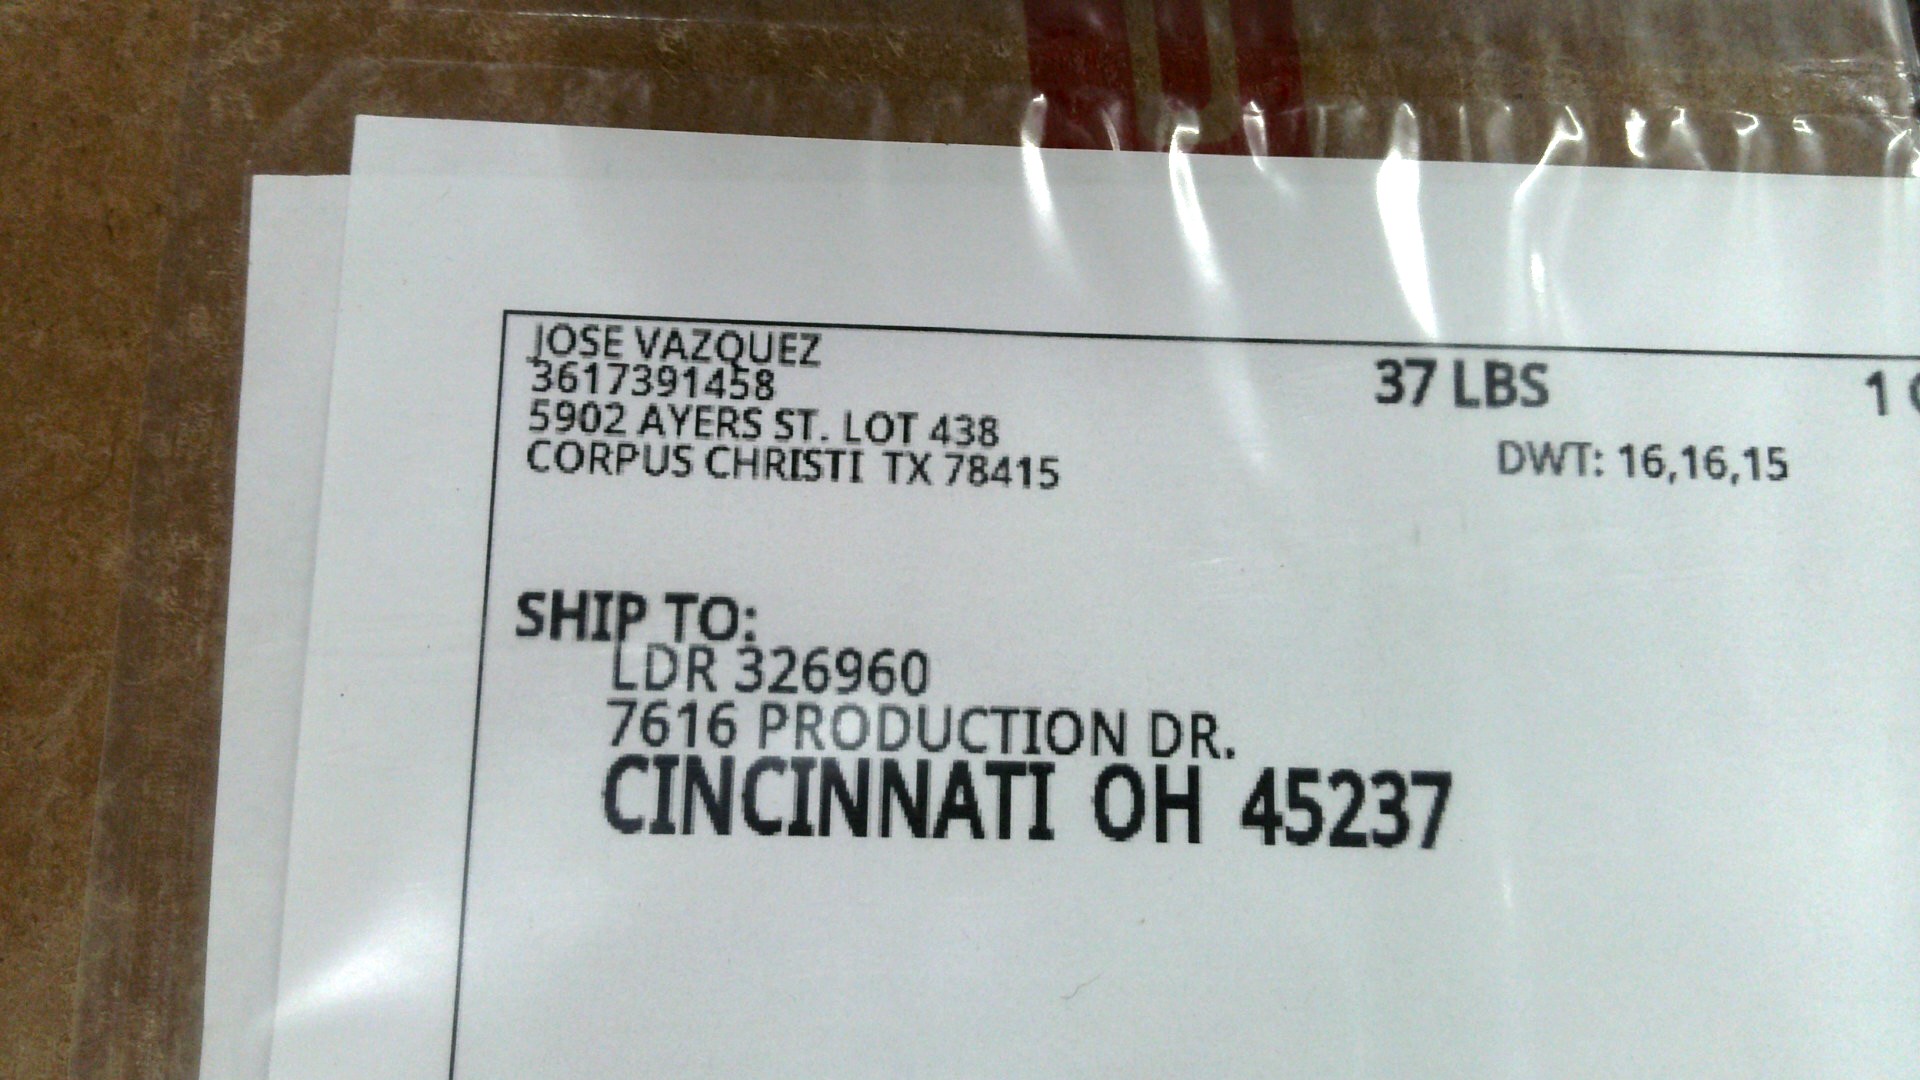 JOSE VAZQUEZ
3617391458
5902 AYERS ST. LOT 438
CORPUS CHRISTI TX 78415
37 LBS
1
DWT: 16,16,15
SHIP TO:
LDR 326960
7616 PRODUCTION DR.
CINCINNATI OH 45237